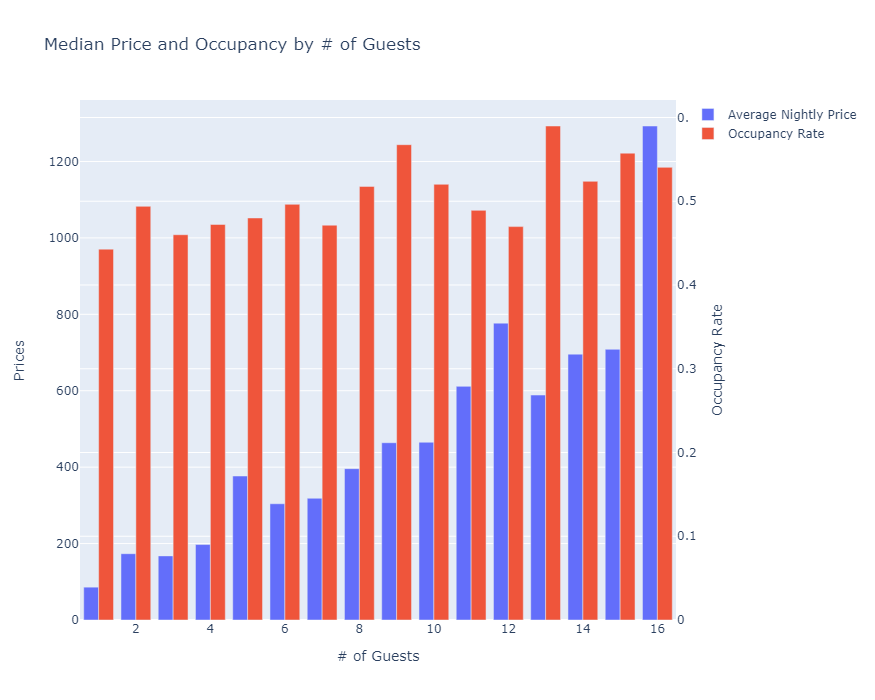 Median Price and Occupancy by # of Guests
Average Nightly Price
Occupancy Rate
1200
1000
800
600
400
200
0
Prices
0.
0.5
0.4
0.3
0.2
0.1
0
Occupancy Rate
2 4 6 8 10 12 14 16
# of Guests